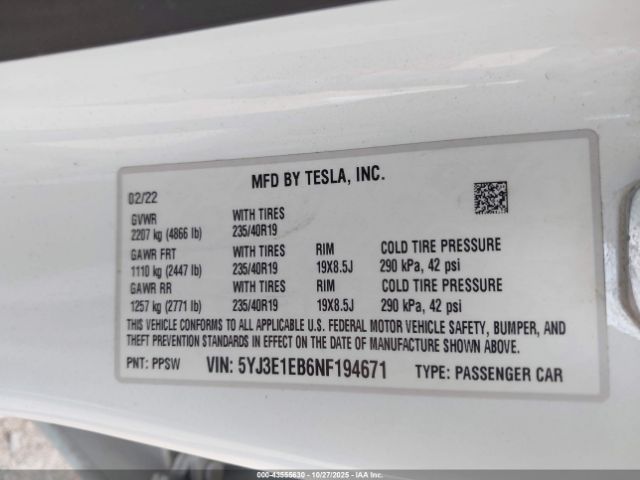 MFD BY TESLA, INC.
02/22
GVWR WITH TIRES
2207 kg (4866 lb) 235/40R19
GAWR FRT WITH TIRES RIM COLD TIRE PRESSURE
1110 kg (2447 lb) 235/40R19 19X8.5J 290 kPa, 42 psi
GAWR RR WITH TIRES RIM COLD TIRE PRESSURE
1257 kg (2771 lb) 235/40R19 19X8.5J 290 kPa, 42 psi
THIS VEHICLE CONFORMS TO ALL APPLICABLE U.S. FEDERAL MOTOR VEHICLE SAFETY, BUMPER, AND
THEFT PREVENTION STANDARDS IN EFFECT ON THE DATE OF MANUFACTURE SHOWN ABOVE.
PNT: PPSW VIN: 5YJ3E1EB6NF194671 TYPE: PASSENGER CAR
000-43555630 - 10/27/2025 - IAA, Inc.